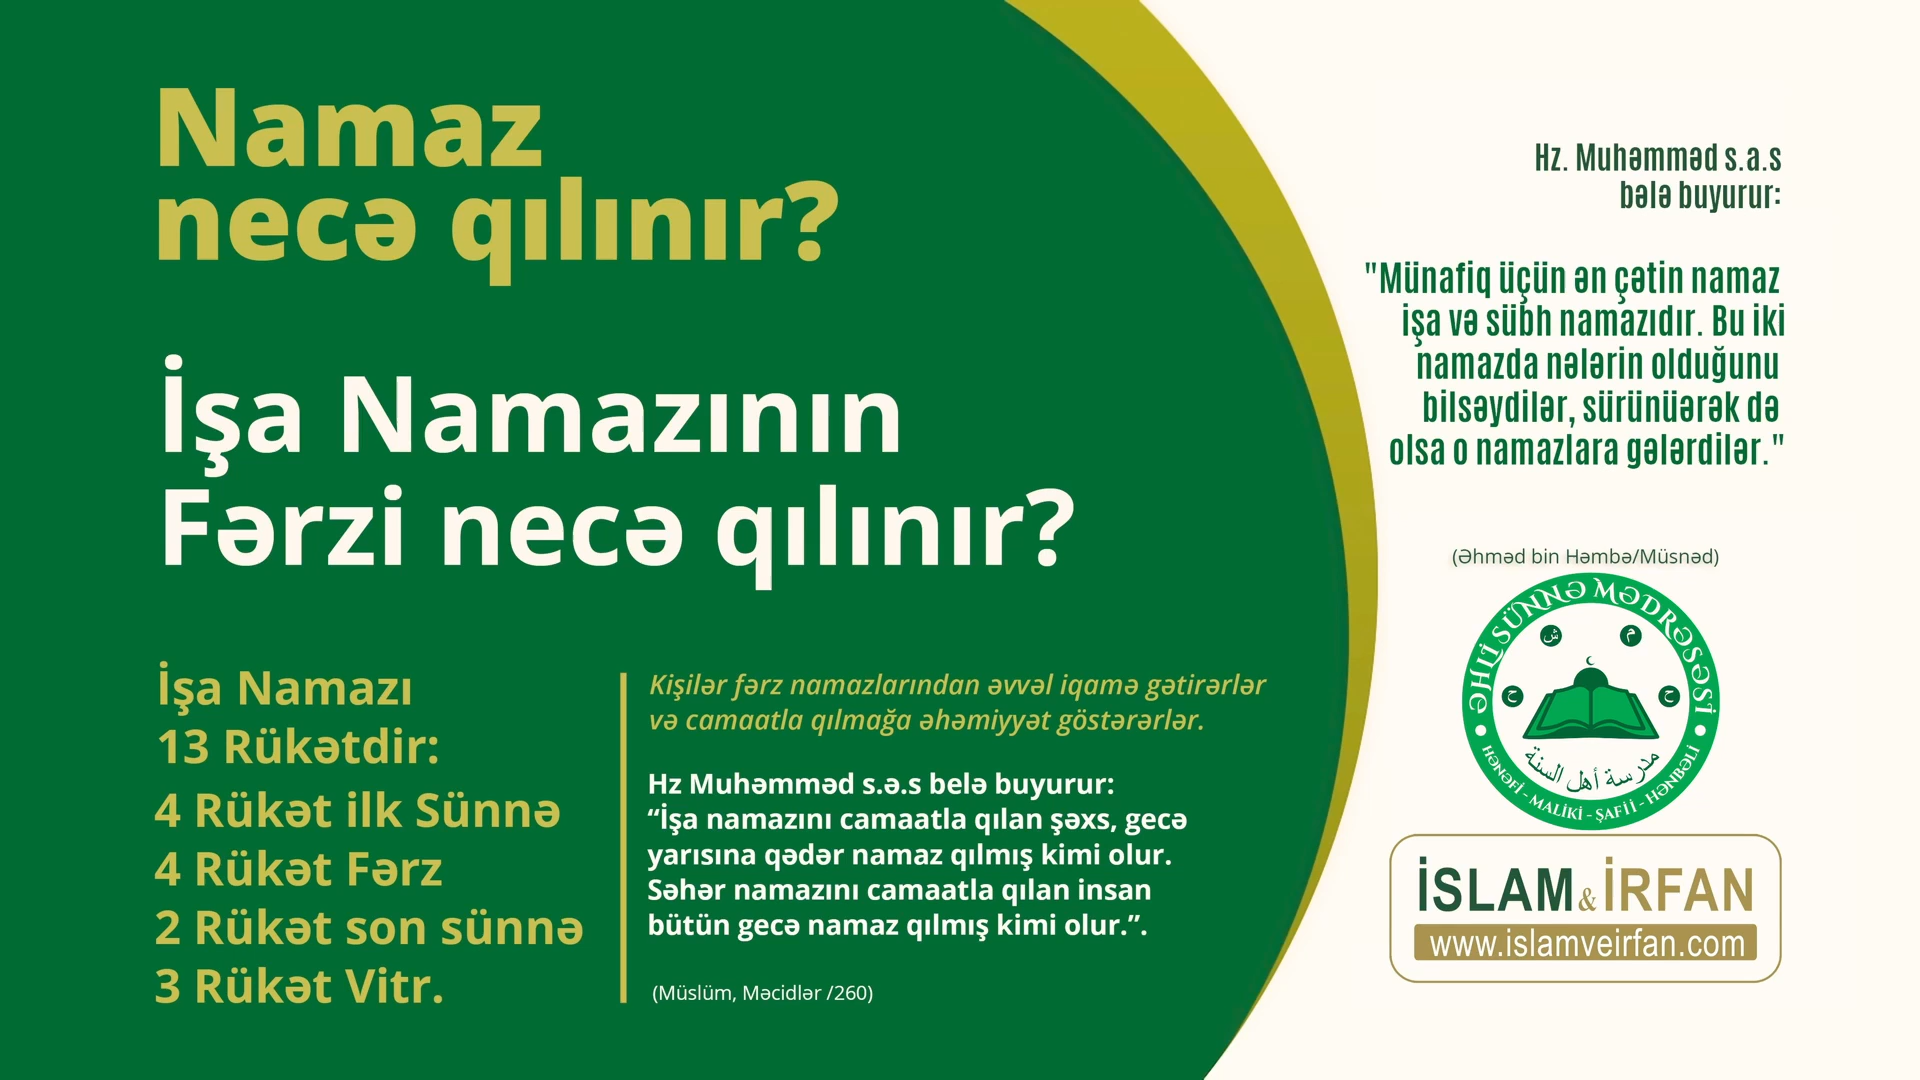 Namaz
necə qılınır?
İşa Namazının
Fərzi necə qılınır?
İşa Namazı
13 Rükətdir:
4 Rükət ilk Sünnə
4 Rükət Fərz
2 Rükət son sünnə
3 Rükət Vitr.
Kişilər fərz namazlarından əvvəl iqamə gətirərlər
və camaatla qılmağa əhəmiyyət göstərərlər.
Hz Muhəmməd s.ə.s belə buyurur:
“İşa namazını camaatla qılan şəxs, gecə
yarısına qədər namaz qılmış kimi olur.
Səhər namazını camaatla qılan insan
bütün gecə namaz qılmış kimi olur.”.
(Müslüm, Məcidlər /260)
Hz. Muhəmməd s.a.s
bələ buyurur:
"Münafiq üçün ən çətin namaz
işa və sübh namazıdır. Bu iki
namazda nələrin olduğunu
bilsəydilər, sürünüərək də
olsa o namazlara gələrdilər."
(Əhməd bin Həmbə/Müsnəd)
ƏHLİ SÜNNƏ MƏDRƏSƏSİ
ش م
ح ح
مدرسة أهل السنة
HƏNƏFİ - MALİKİ - ŞAFİİ - HƏNBƏLİ
İSLAM & İRFAN
www.islamveirfan.com